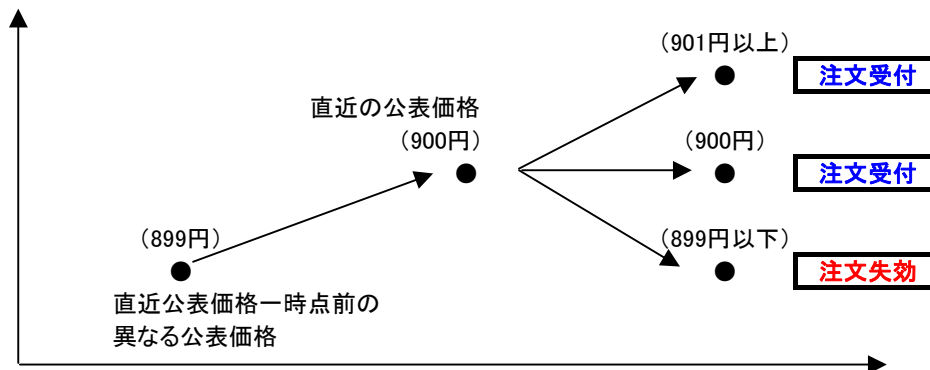 （901円以上）
注文受付
直近の公表価格
（900円）
（900円）
注文受付
（899円）
（899円以下）
注文失効
直近公表価格一時点前の
異なる公表価格